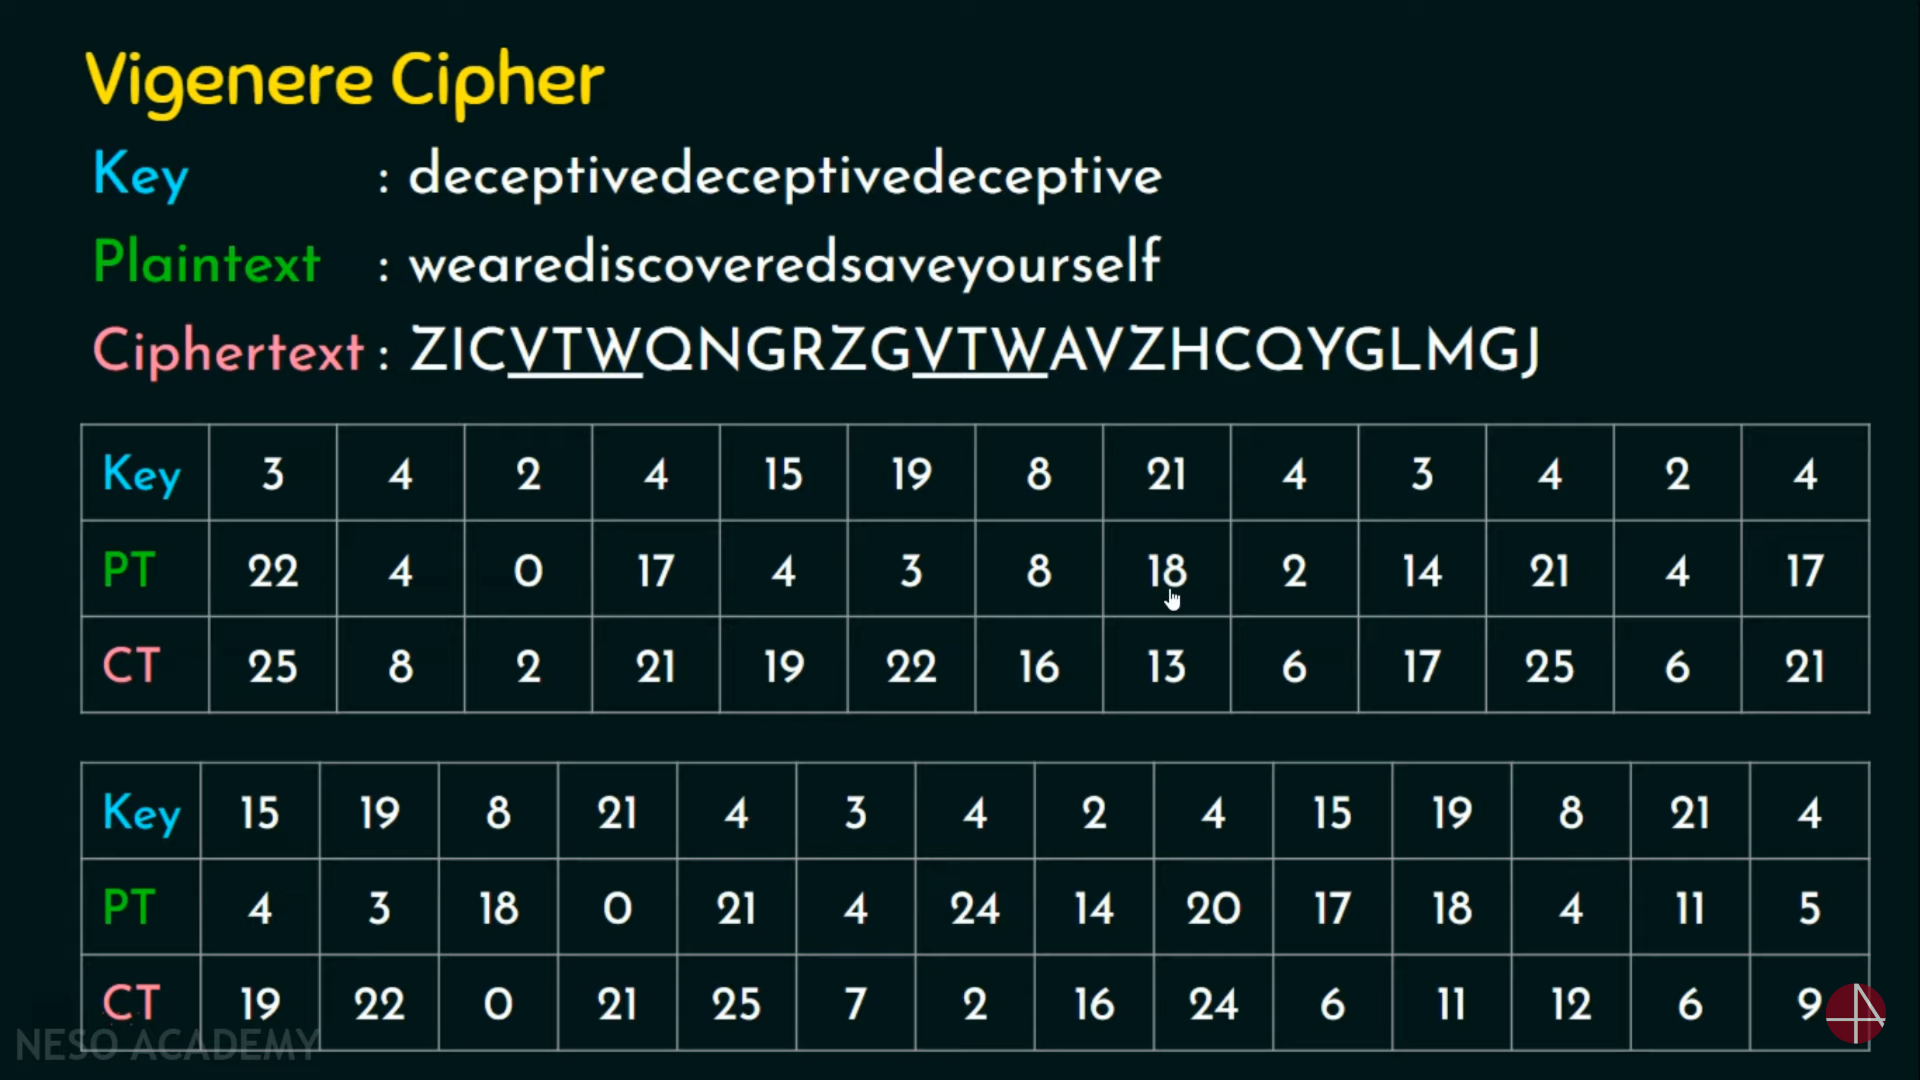 Vigenere Cipher
Key : deceptivedeceptivedeceptive
Plaintext : wearediscoveredsaveyourself
Ciphertext : ZICVTWQNGRZGVTWAVZHCQYGLMGJ
Key 3 4 2 4 15 19 8 21 4 3 4 2 4
PT 22 4 0 17 4 3 8 18 2 14 21 4 17
CT 25 8 2 21 19 22 16 13 6 17 25 6 21
Key 15 19 8 21 4 3 4 2 4 15 19 8 21 4
PT 4 3 18 0 21 4 24 14 20 17 18 4 11 5
CT 19 22 0 21 25 7 2 16 24 6 11 12 6 9
NESO ACADEMY